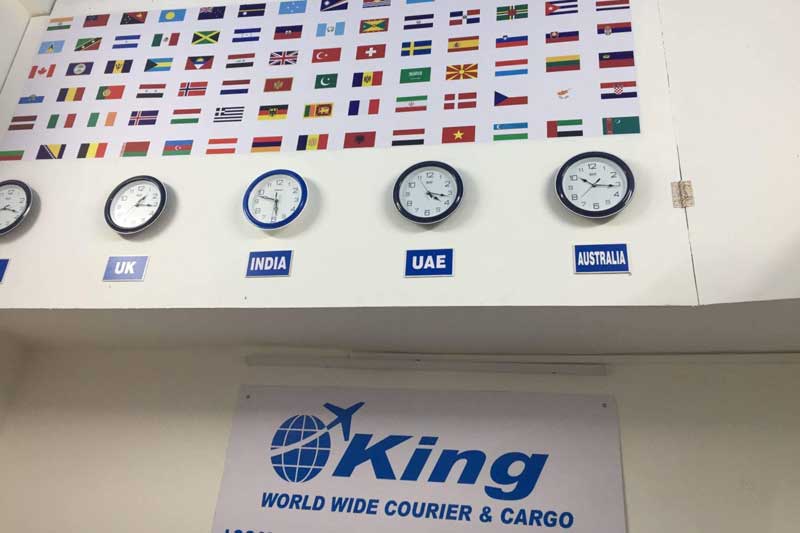 UK
INDIA
UAE
AUSTRALIA
King
WORLD WIDE COURIER & CARGO